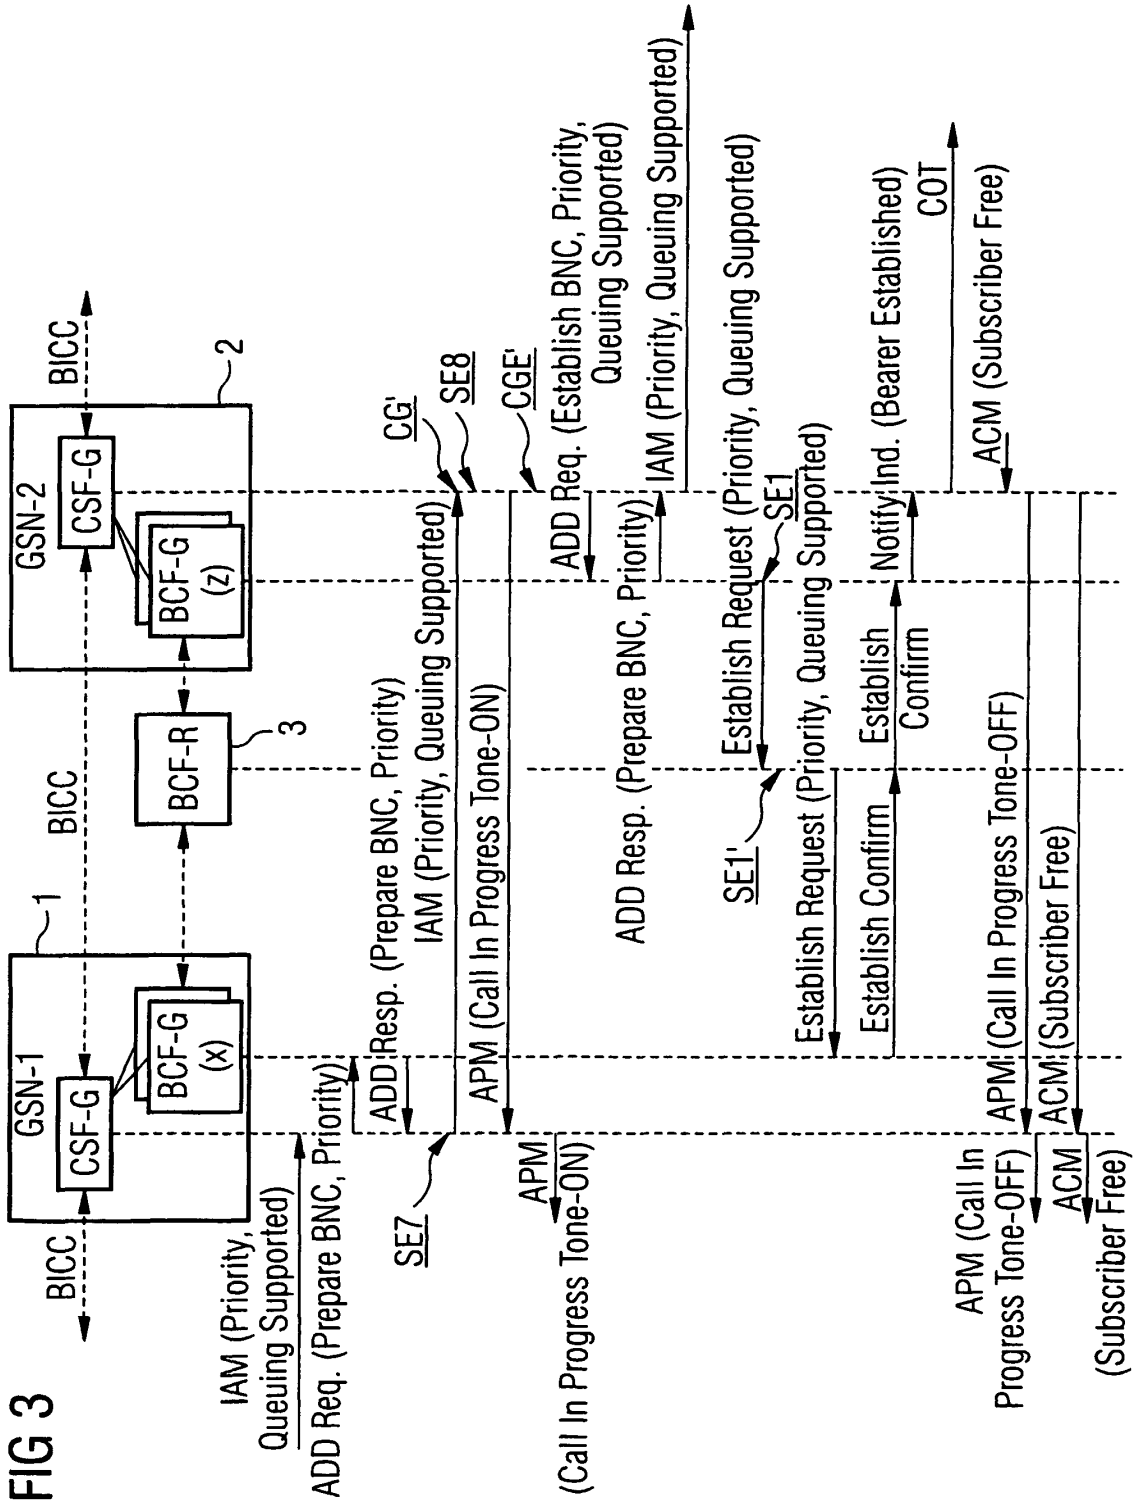 FIG 3
BICC
GSN-1
CSF-G
BCF-G
(x)
1
BICC
BCF-R
3
GSN-2
CSF-G
BCF-G
(z)
2
BICC
IAM (Priority,
Queuing Supported)
ADD Req. (Prepare BNC, Priority)
ADD Resp. (Prepare BNC, Priority)
SE7
IAM (Priority, Queuing Supported)
CG'
SE8
APM (Call In Progress Tone-ON)
CGE'
APM
(Call In Progress Tone-ON)
ADD Req. (Establish BNC, Priority,
Queuing Supported)
ADD Resp. (Prepare BNC, Priority)
IAM (Priority, Queuing Supported)
Establish Request (Priority, Queuing Supported)
SE1
SE1'
Establish Request (Priority, Queuing Supported)
Establish Confirm
Establish
Confirm
Notify Ind. (Bearer Established)
COT
ACM (Subscriber Free)
APM (Call In Progress Tone-OFF)
APM (Call In
Progress Tone-OFF)
ACM (Subscriber Free)
ACM
(Subscriber Free)